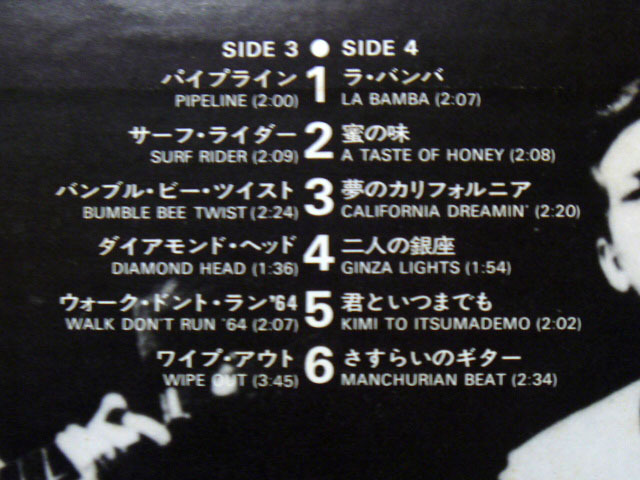 SIDE 3 ● SIDE 4
パイプライン 1 ラ・バンバ
PIPELINE (2:00) LA BAMBA (2:07)
サーフ・ライダー 2 蜜の味
SURF RIDER (2:09) A TASTE OF HONEY (2:08)
バンブル・ビー・ツイスト 3 夢のカリフォルニア
BUMBLE BEE TWIST (2:24) CALIFORNIA DREAMIN' (2:20)
ダイアモンド・ヘッド 4 二人の銀座
DIAMOND HEAD (1:36) GINZA LIGHTS (1:54)
ウォーク・ドント・ラン'64 5 君といつまでも
WALK DON'T RUN '64 (2:07) KIMI TO ITSUMADEMO (2:02)
ワイプ・アウト 6 さすらいのギター
WIPE OUT (3:45) MANCHURIAN BEAT (2:34)